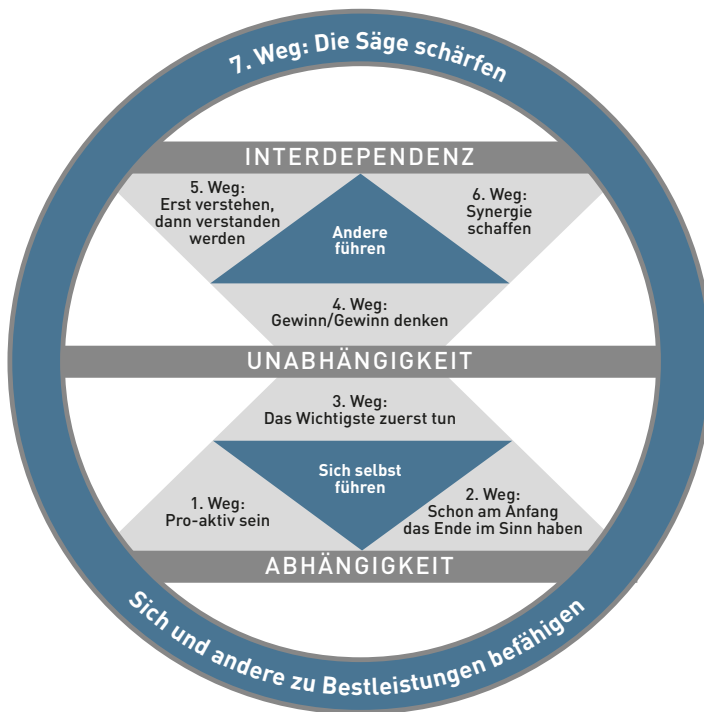 7. Weg: Die Säge schärfen
INTERDEPENDENZ
5. Weg:
Erst verstehen,
dann verstanden
werden
Andere
führen
6. Weg:
Synergie
schaffen
4. Weg:
Gewinn/Gewinn denken
UNABHÄNGIGKEIT
3. Weg:
Das Wichtigste zuerst tun
Sich selbst
führen
1. Weg:
Pro-aktiv sein
2. Weg:
Schon am Anfang
das Ende im Sinn haben
ABHÄNGIGKEIT
Sich und andere zu Bestleistungen befähigen